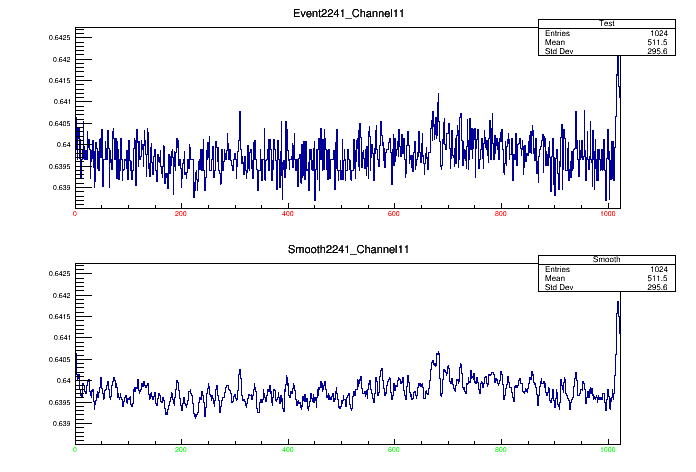 Event2241_Channel11
Test
Entries 1024
Mean 511.5
Std Dev 295.6
0.6425
0.642
0.6415
0.641
0.6405
0.64
0.6395
0.639
0 200 400 600 800 1000
Smooth2241_Channel11
Smooth
Entries 1024
Mean 511.5
Std Dev 295.6
0.6425
0.642
0.6415
0.641
0.6405
0.64
0.6395
0.639
0 200 400 600 800 1000